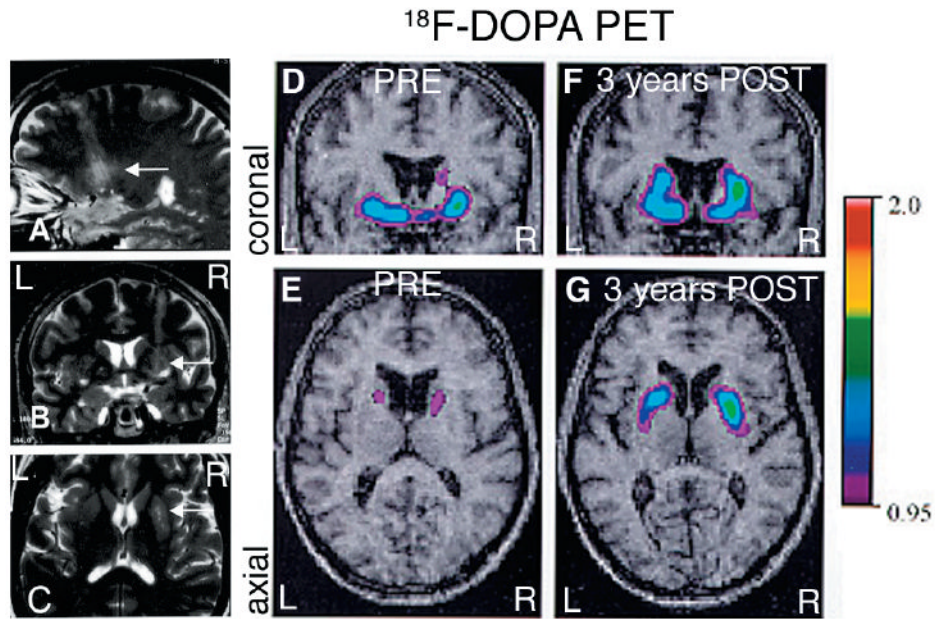 18F-DOPA PET
A
L R
B
L R
C
coronal
D PRE
L R
F 3 years POST
L R
axial
E PRE
L R
G 3 years POST
L R
2.0
0.95